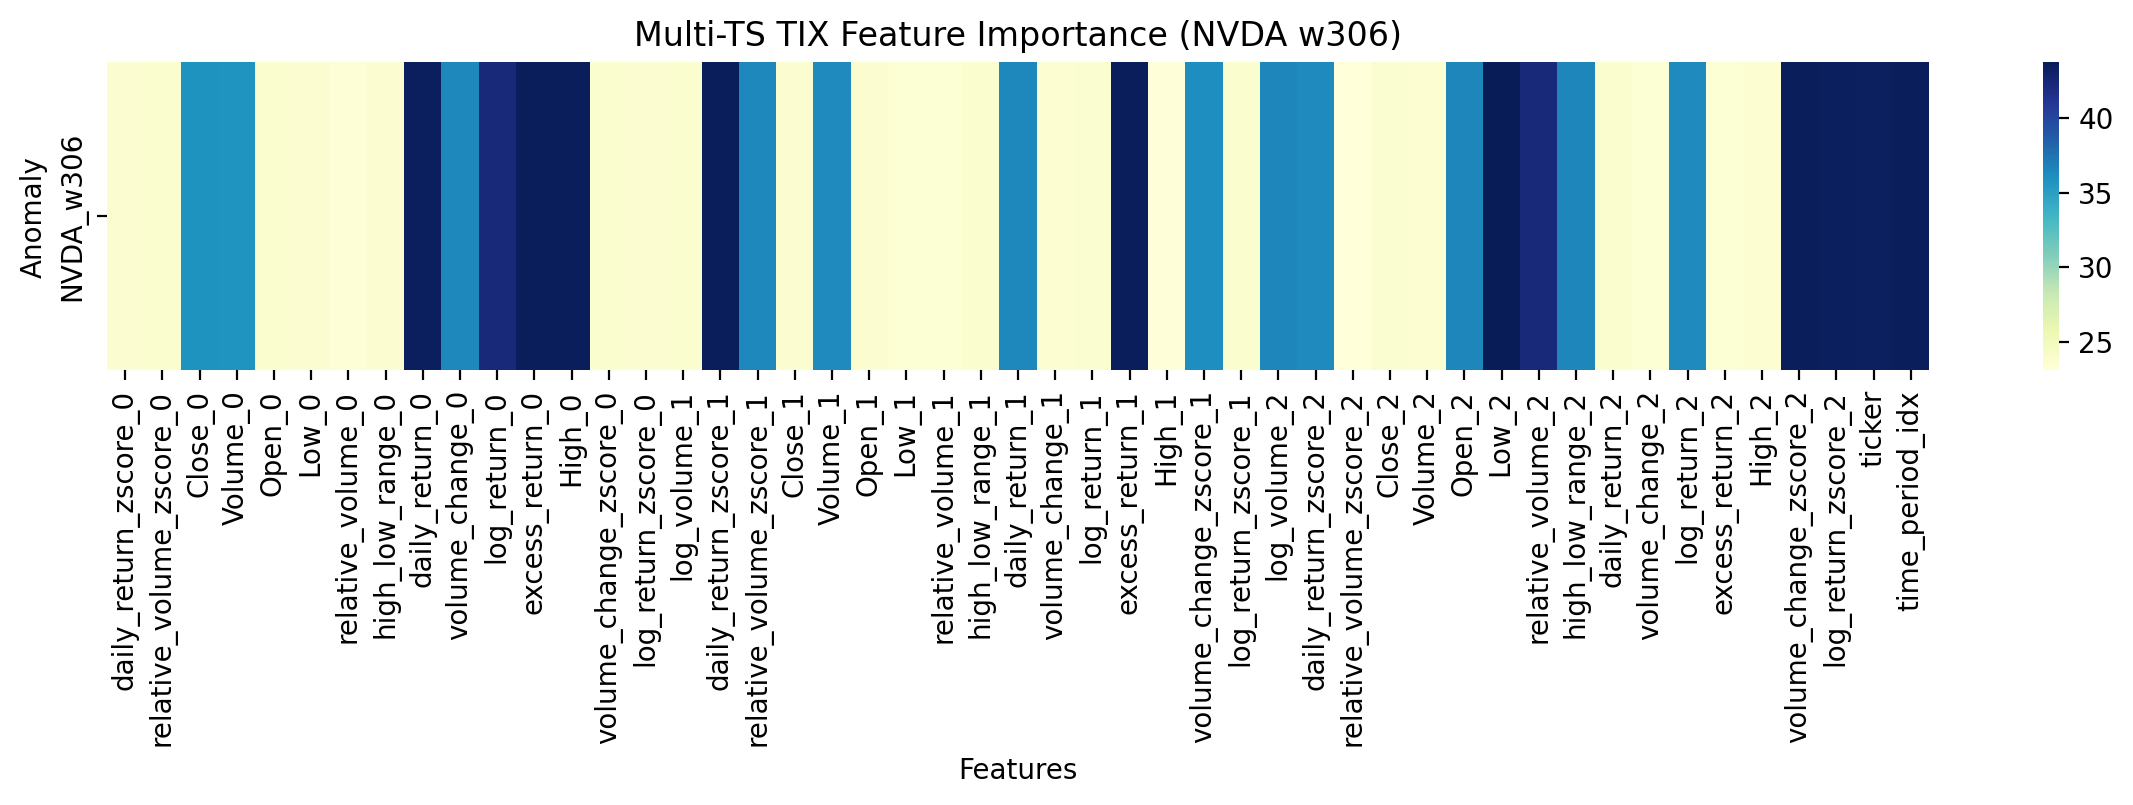 Multi-TS TIX Feature Importance (NVDA w306)
Anomaly
NVDA_w306
40
35
30
25
daily_return_zscore_0
relative_volume_zscore_0
Close_0
Volume_0
Open_0
Low_0
relative_volume_0
high_low_range_0
daily_return_0
volume_change_0
log_return_0
excess_return_0
High_0
volume_change_zscore_0
log_return_zscore_0
log_volume_1
daily_return_zscore_1
relative_volume_zscore_1
Close_1
Volume_1
Open_1
Low_1
relative_volume_1
high_low_range_1
daily_return_1
volume_change_1
log_return_1
excess_return_1
High_1
volume_change_zscore_1
log_return_zscore_1
log_volume_2
daily_return_zscore_2
relative_volume_zscore_2
Close_2
Volume_2
Open_2
Low_2
relative_volume_2
high_low_range_2
daily_return_2
volume_change_2
log_return_2
excess_return_2
High_2
volume_change_zscore_2
log_return_zscore_2
ticker
time_period_idx
Features